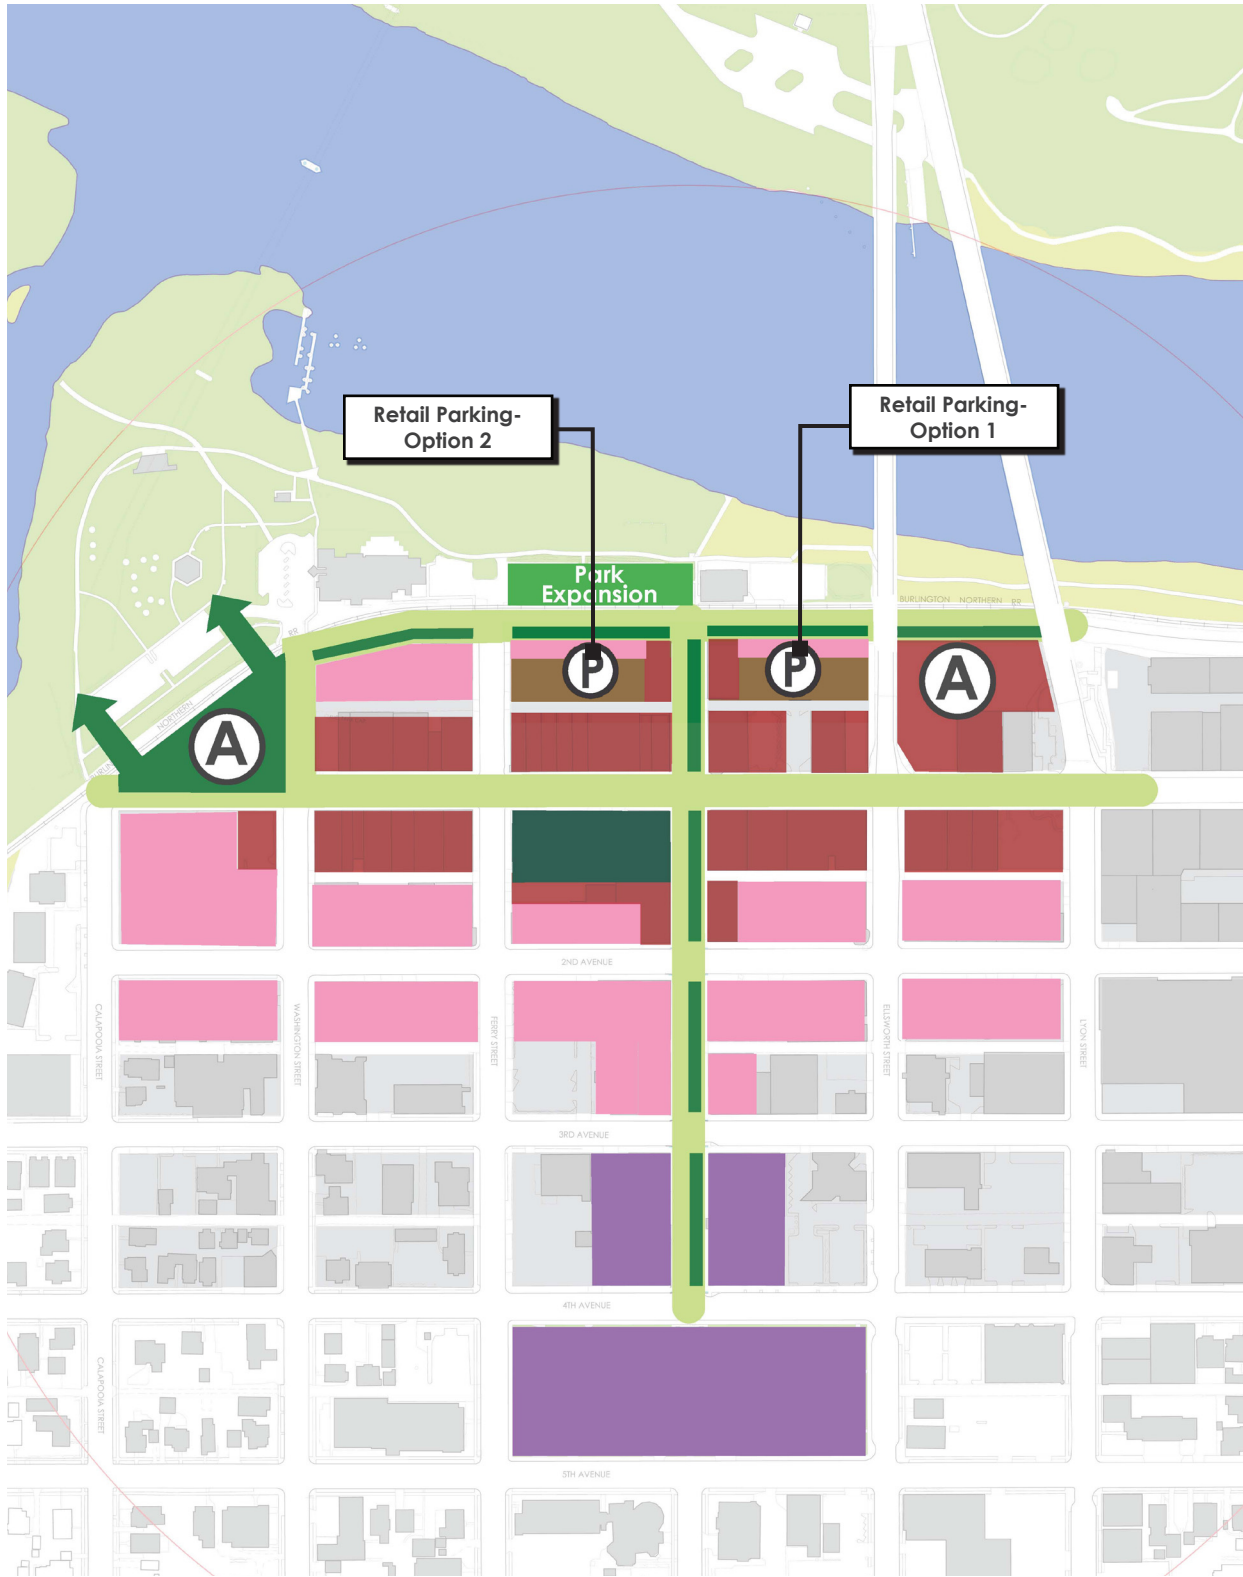 Retail Parking-
Option 2
Retail Parking-
Option 1
Park
Expansion
BURLINGTON NORTHERN RR
P
P
A
RR
NORTHERN
A
2ND AVENUE
CALAPOOIA STREET
WASHINGTON STREET
FERRY STREET
ELLSWORTH STREET
LYON STREET
3RD AVENUE
4TH AVENUE
CALAPOOIA STREET
5TH AVENUE